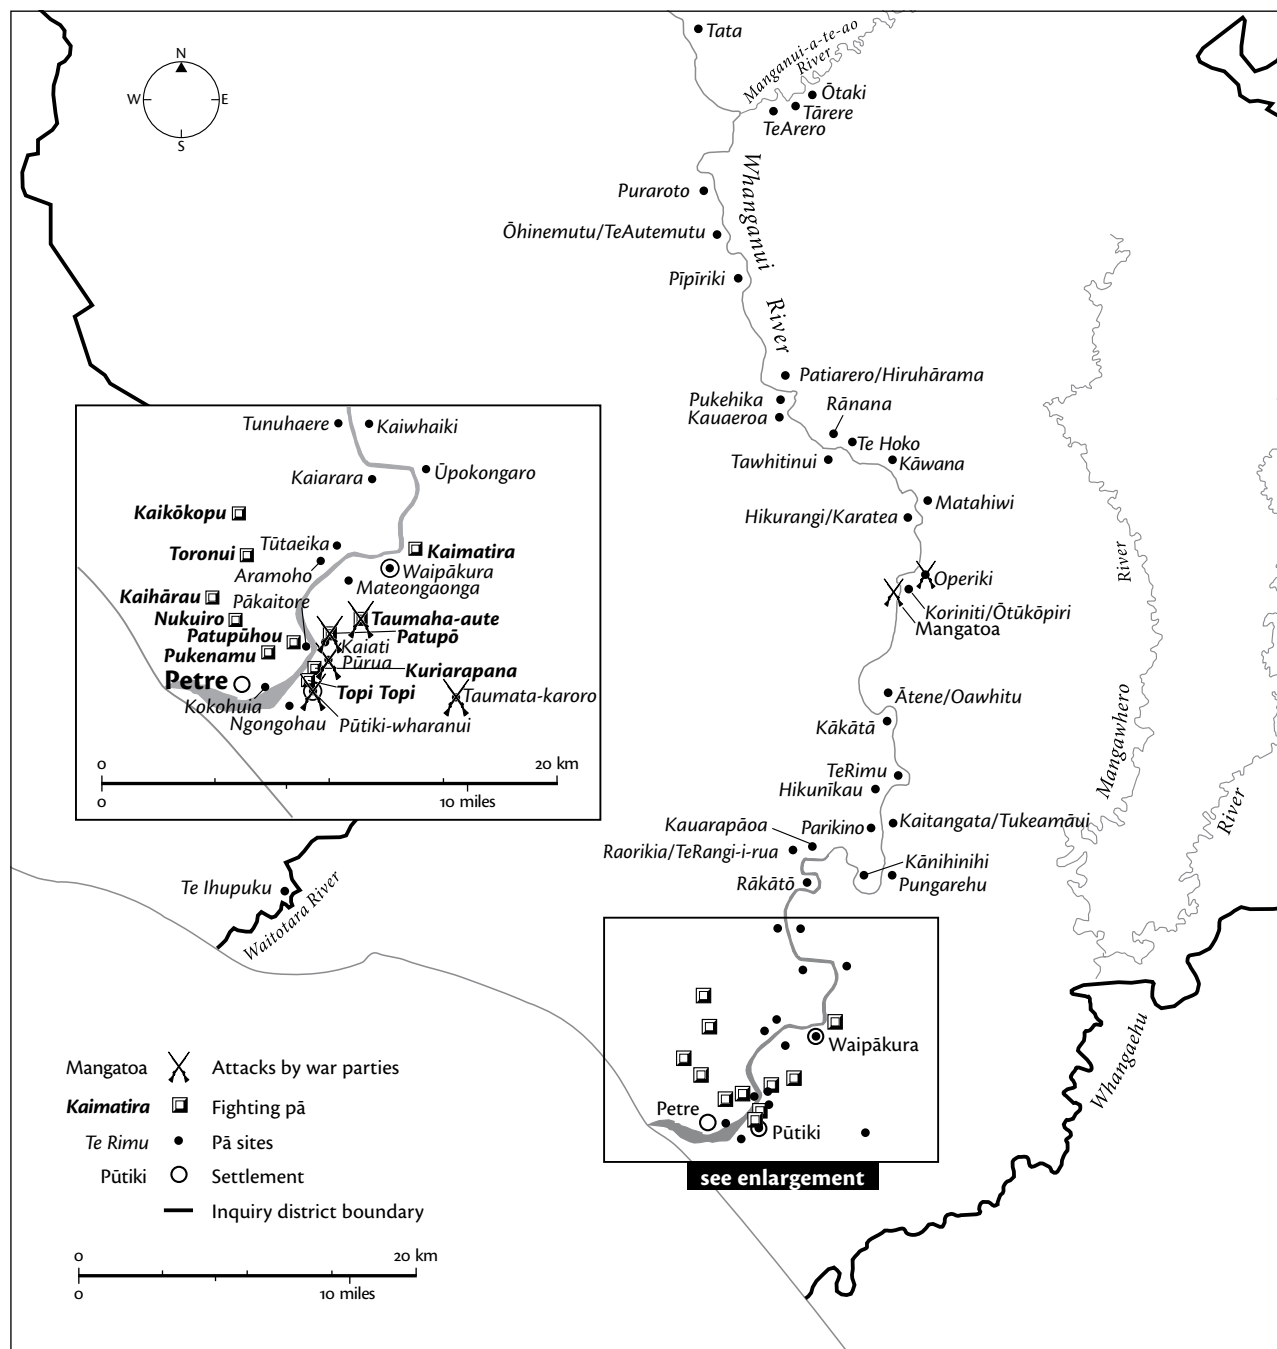 Tata
Manganui-a-te-ao
River
Ōtaki
Tārere
TeArero
N
W
E
S
Whanganui
River
Puraroto
Ōhinemutu/TeAutemutu
Pīpīriki
Patiarero/Hiruhārama
Pukehika
Kauaeroa
Rānana
Te Hoko
Tawhitinui
Kāwana
Matahiwi
Hikurangi/Karatea
Operiki
Koriniti/Ōtūkōpiri
Mangatoa
Ātene/Oawhitu
Kākātā
TeRimu
Hikunīkau
Kauarapāoa
Parikino
Kaitangata/Tukeamāui
Raorikia/TeRangi-i-rua
Kānihinihi
Rākātō
Pungarehu
River
Mangawhero
River
Whangaehu
Tunuhaere
Kaiwhaiki
Kaiarara
Ūpokongaro
Kaikōkopu
Toronui
Tūtaeika
Kaimatira
Aramoho
Waipākura
Mateongaonga
Kaihārau
Pākaitore
Nukuiro
Taumaha-aute
Patupūhou
Patupō
Kaiati
Pukenamu
Pūrua
Kuriarapana
Petre
Topi Topi
Taumata-karoro
Kokohuia
Ngongohau
Pūtiki-wharanui
0 20 km
0 10 miles
Te Ihupuku
Waitotara River
Waipākura
Petre
Pūtiki
see enlargement
Mangatoa Attacks by war parties
Kaimatira Fighting pā
Te Rimu Pā sites
Pūtiki Settlement
Inquiry district boundary
0 20 km
0 10 miles